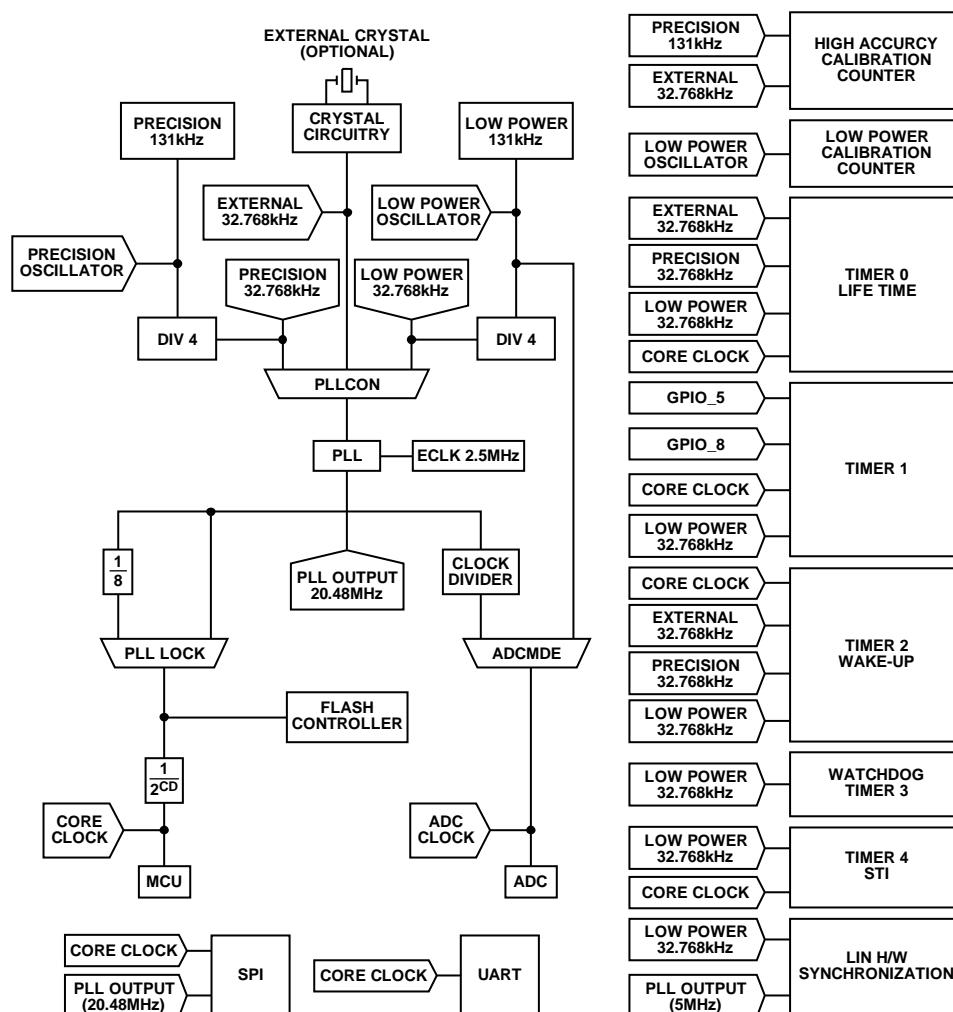 EXTERNAL CRYSTAL
(OPTIONAL)
PRECISION
131kHz
CRYSTAL
CIRCUITRY
LOW POWER
131kHz
EXTERNAL
32.768kHz
LOW POWER
OSCILLATOR
PRECISION
OSCILLATOR
PRECISION
32.768kHz
LOW POWER
32.768kHz
DIV 4
DIV 4
PLLCON
PLL
ECLK 2.5MHz
1
8
PLL OUTPUT
20.48MHz
CLOCK
DIVIDER
PLL LOCK
ADCMDE
FLASH
CONTROLLER
1
2CD
CORE
CLOCK
ADC
CLOCK
MCU
ADC
CORE CLOCK
PLL OUTPUT
(20.48MHz)
SPI
CORE CLOCK
UART
PRECISION
131kHz
EXTERNAL
32.768kHz
HIGH ACCURCY
CALIBRATION
COUNTER
LOW POWER
OSCILLATOR
LOW POWER
CALIBRATION
COUNTER
EXTERNAL
32.768kHz
PRECISION
32.768kHz
LOW POWER
32.768kHz
CORE CLOCK
TIMER 0
LIFE TIME
GPIO_5
GPIO_8
CORE CLOCK
LOW POWER
32.768kHz
TIMER 1
CORE CLOCK
EXTERNAL
32.768kHz
PRECISION
32.768kHz
LOW POWER
32.768kHz
TIMER 2
WAKE-UP
LOW POWER
32.768kHz
WATCHDOG
TIMER 3
LOW POWER
32.768kHz
CORE CLOCK
TIMER 4
STI
LOW POWER
32.768kHz
PLL OUTPUT
(5MHz)
LIN H/W
SYNCHRONIZATION